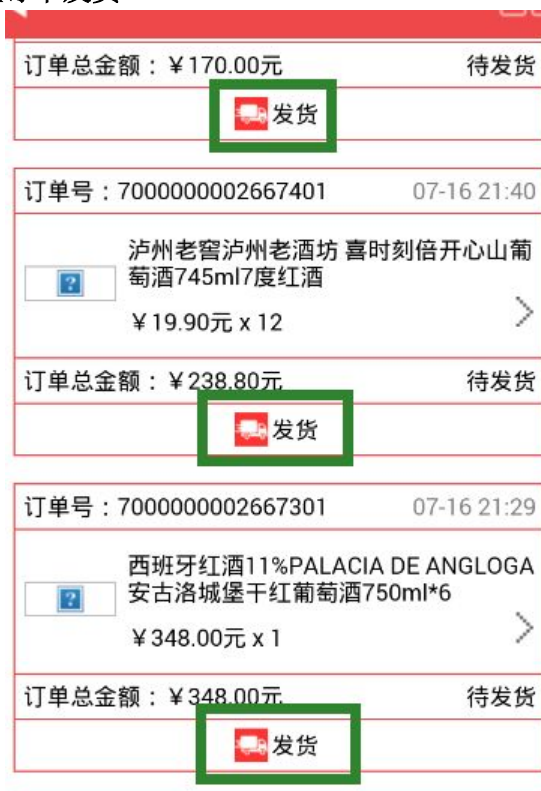 订单总金额：￥170.00元 待发货
发货
订单号：7000000002667401 07-16 21:40
泸州老窖泸州老酒坊 喜时刻倍开心山葡
萄酒745ml7度红酒
￥19.90元 x 12
订单总金额：￥238.80元 待发货
发货
订单号：7000000002667301 07-16 21:29
西班牙红酒11%PALACIA DE ANGLOGA
安古洛城堡干红葡萄酒750ml*6
￥348.00元 x 1
订单总金额：￥348.00元 待发货
发货